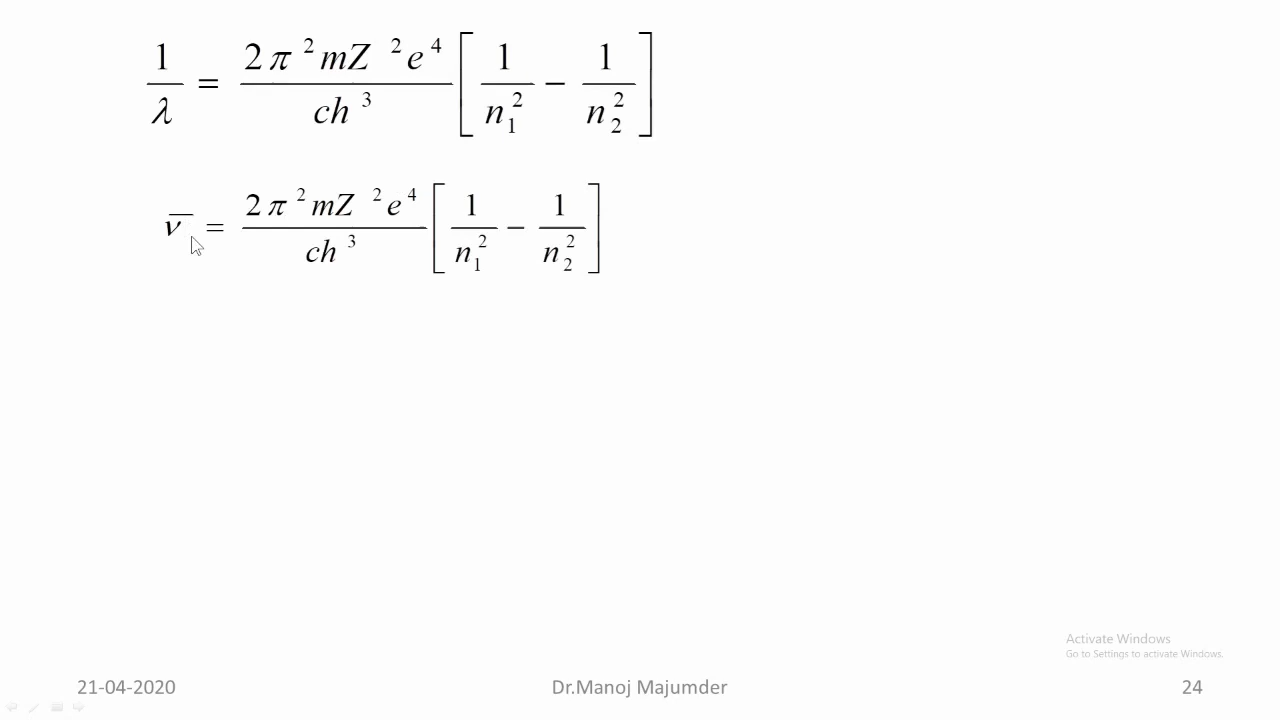 1/λ = 2π²mZ²e⁴/ch³ [1/n₁² − 1/n₂²]
ν̄ = 2π²mZ²e⁴/ch³ [1/n₁² − 1/n₂²]
Activate Windows
Go to Settings to activate Windows.
21-04-2020 Dr.Manoj Majumder 24